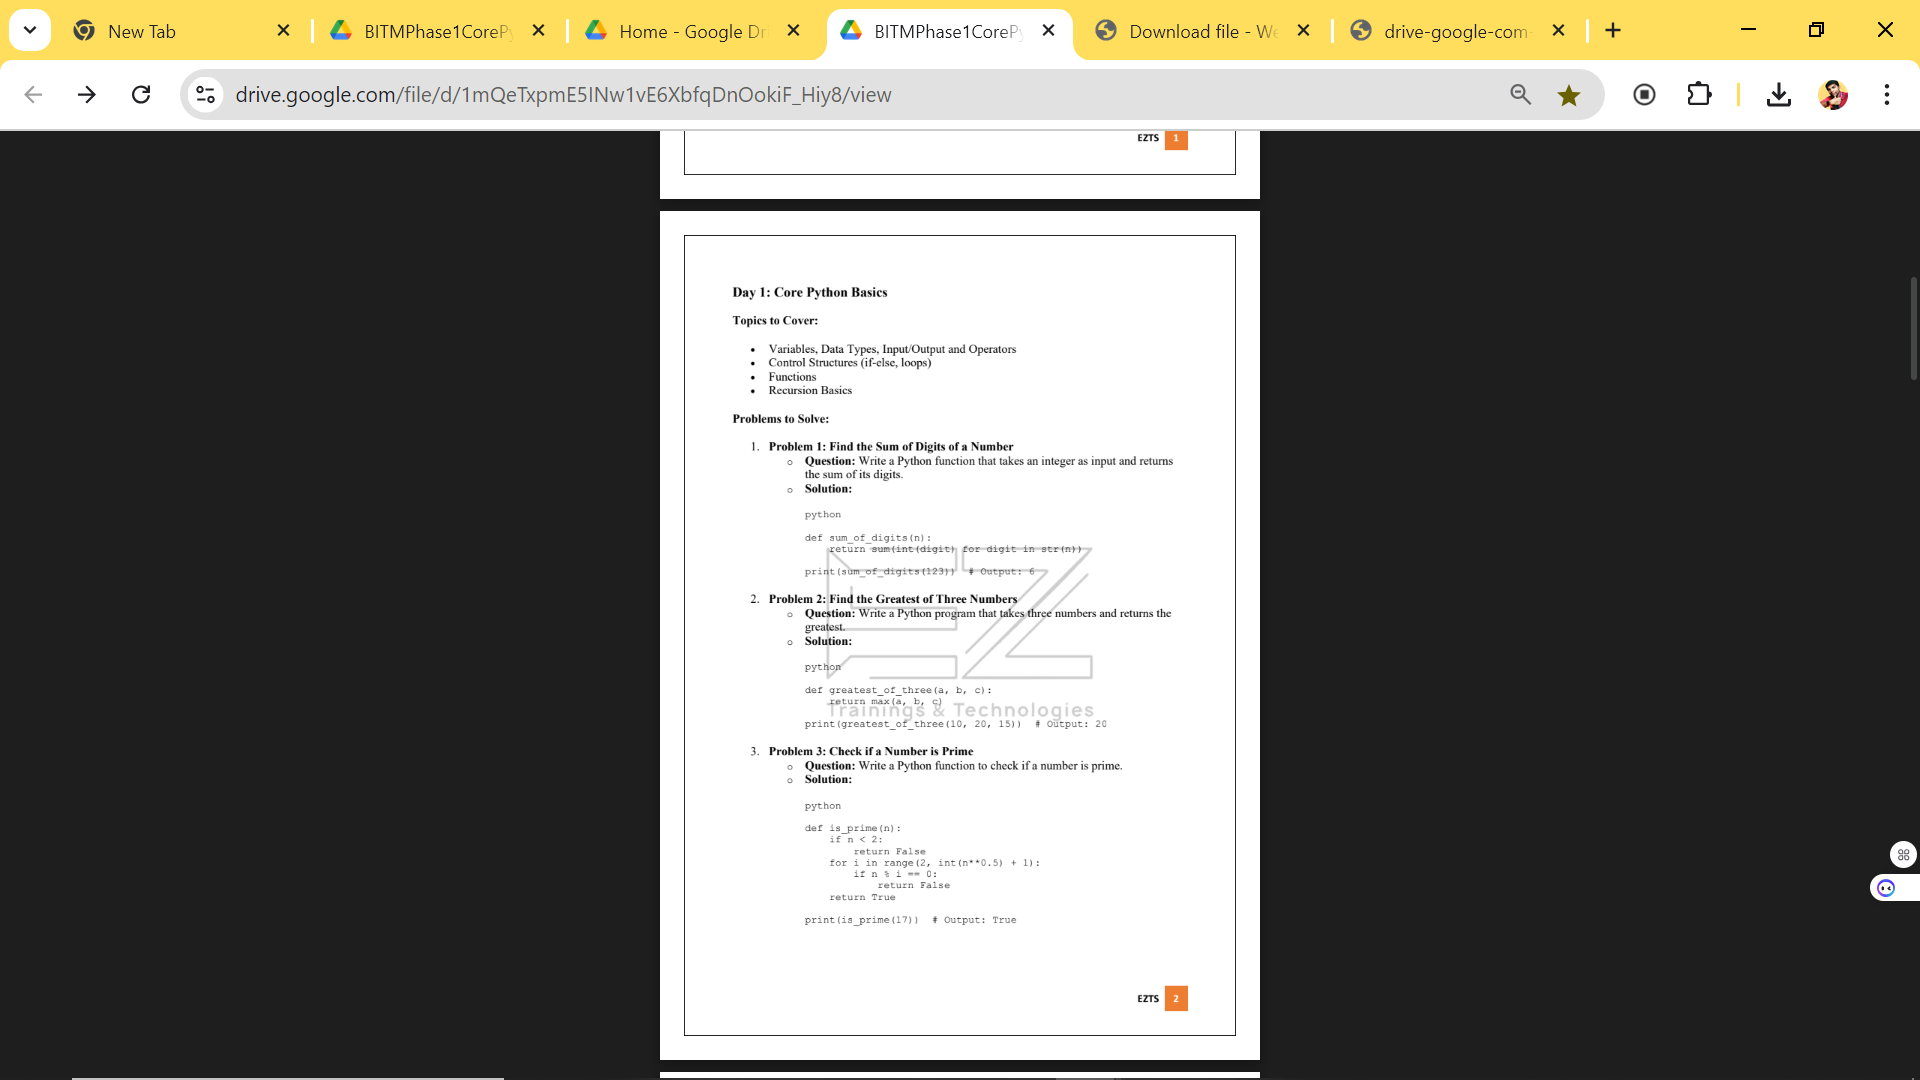 New Tab
BITMPhase1CoreP
Home - Google Dr
BITMPhase1CorePy
Download file - We
drive-google-com-
drive.google.com/file/d/1mQeTxpmE5INw1vE6XbfqDnOokiF_Hiy8/view
EZTS 1
Day 1: Core Python Basics
Topics to Cover:
• Variables, Data Types, Input/Output and Operators
• Control Structures (if-else, loops)
• Functions
• Recursion Basics
Problems to Solve:
1. Problem 1: Find the Sum of Digits of a Number
o Question: Write a Python function that takes an integer as input and returns
the sum of its digits.
o Solution:
python
def sum_of_digits(n):
return sum(int(digit) for digit in str(n))
print(sum_of_digits(123)) # Output: 6
2. Problem 2: Find the Greatest of Three Numbers
o Question: Write a Python program that takes three numbers and returns the
greatest.
o Solution:
python
def greatest_of_three(a, b, c):
return max(a, b, c)
EZ
Trainings & Technologies
print(greatest_of_three(10, 20, 15)) # Output: 20
3. Problem 3: Check if a Number is Prime
o Question: Write a Python function to check if a number is prime.
o Solution:
python
def is_prime(n):
if n < 2:
return False
for i in range(2, int(n**0.5) + 1):
if n % i == 0:
return False
return True
print(is_prime(17)) # Output: True
EZTS 2